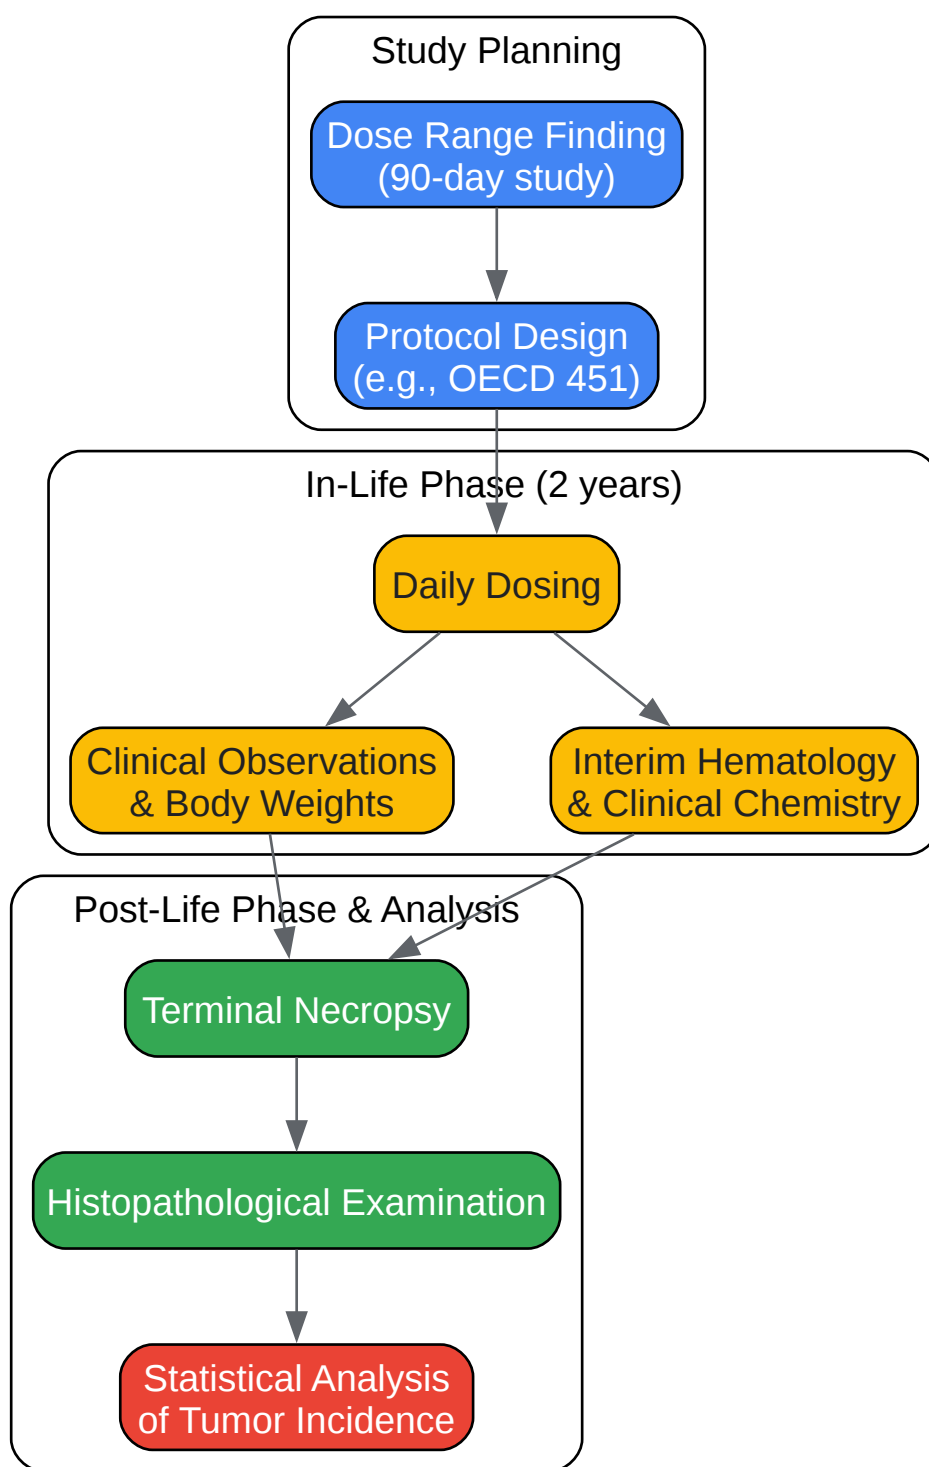 Study Planning
Dose Range Finding
(90-day study)
Protocol Design
(e.g., OECD 451)
In-Life Phase (2 years)
Daily Dosing
Clinical Observations
& Body Weights
Interim Hematology
& Clinical Chemistry
Post-Life Phase & Analysis
Terminal Necropsy
Histopathological Examination
Statistical Analysis
of Tumor Incidence